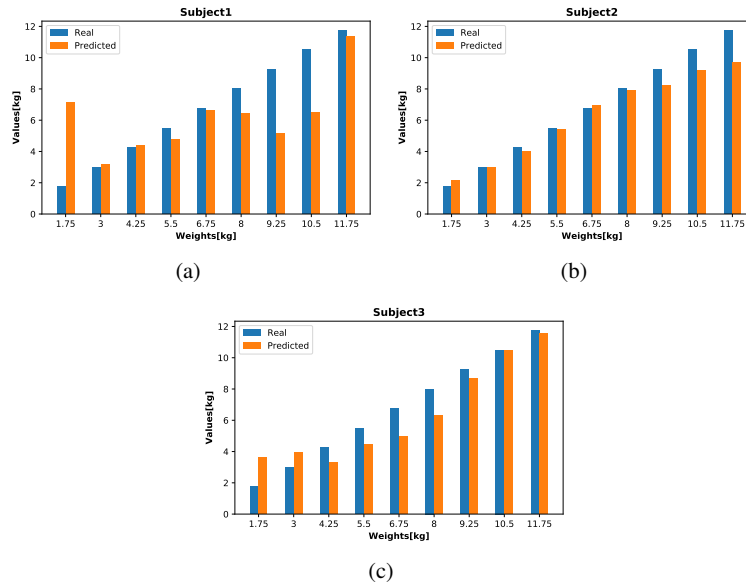 Subject1
Real
Predicted
Values[kg]
12
10
8
6
4
2
0
1.75 3 4.25 5.5 6.75 8 9.25 10.5 11.75
Weights[kg]
(a)
Subject2
Real
Predicted
Values[kg]
12
10
8
6
4
2
0
1.75 3 4.25 5.5 6.75 8 9.25 10.5 11.75
Weights[kg]
(b)
Subject3
Real
Predicted
Values[kg]
12
10
8
6
4
2
0
1.75 3 4.25 5.5 6.75 8 9.25 10.5 11.75
Weights[kg]
(c)